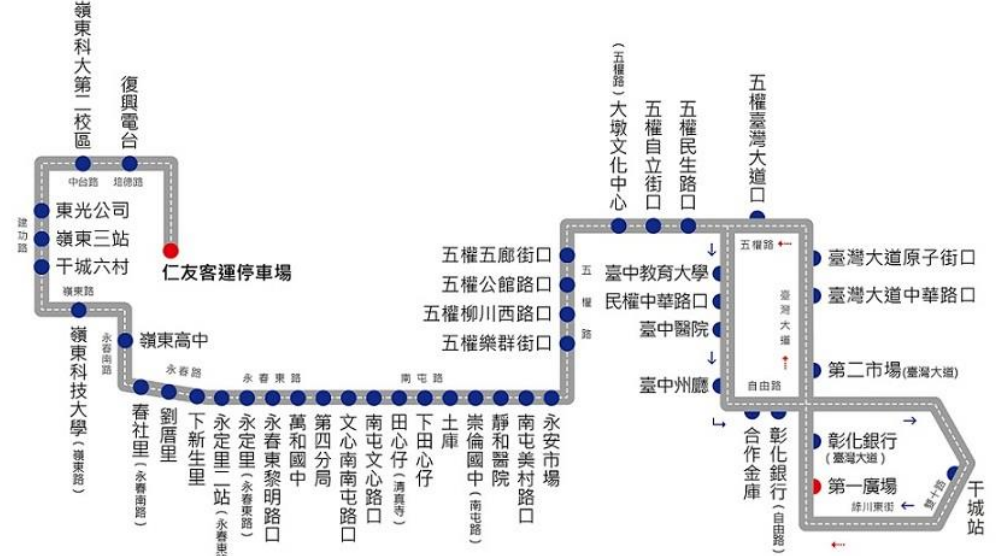 嶺東科大第二校區
復興電台
中台路
培德路
建功路
東光公司
嶺東三站
干城六村
仁友客運停車場
嶺東路
嶺東科技大學(嶺東路)
永春南路
嶺東高中
永春路
永春東路
南屯路
春社里(永春南路)
劉厝里
下新生里
永定里二站(永春東
永定里(永春東路)
永春東黎明路口
萬和國中
第四分局
文心南南屯路口
南屯文心路口
田心仔(清真寺)
下田心仔
土庫
崇倫國中(南屯路)
靜和醫院
南屯美村路口
永安市場
五權樂群街口
五權柳川西路口
五權公館路口
五權五廊街口
五權路
(五權路)大墩文化中心
五權自立街口
五權民生路口
五權臺灣大道口
五權路
臺中教育大學
民權中華路口
臺中醫院
臺中州廳
臺灣大道
自由路
臺灣大道原子街口
臺灣大道中華路口
第二市場(臺灣大道)
合作金庫
彰化銀行(自由路)
彰化銀行
(臺灣大道)
第一廣場
綠川東街
雙十路
干城站